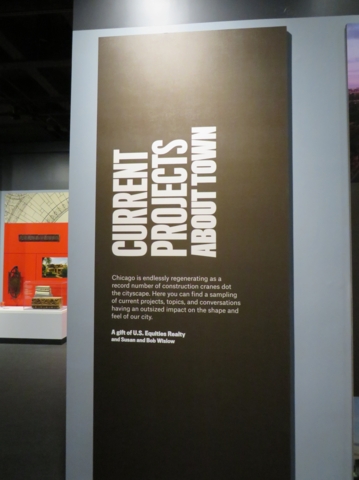 CURRENT
PROJECTS
ABOUT TOWN
Chicago is endlessly regenerating as a
record number of construction cranes dot
the cityscape. Here you can find a sampling
of current projects, topics, and conversations
having an outsized impact on the shape and
feel of our city.
A gift of U.S. Equities Realty
and Susan and Bob Wislow